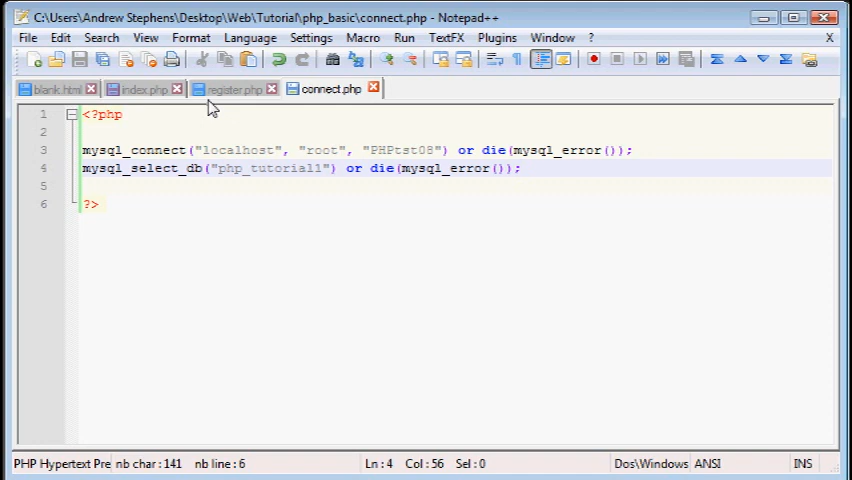 C:\Users\Andrew Stephens\Desktop\Web\Tutorial\php_basic\connect.php - Notepad++
File Edit Search View Encoding Format Language Settings Macro Run TextFX Plugins Window ? X
blank.html index.php register.php connect.php
1 <?php
2
3 mysql_connect("localhost", "root", "PHPtst08") or die(mysql_error());
4 mysql_select_db("php_tutorial1") or die(mysql_error());
5
6 ?>
PHP Hypertext Pre nb char : 141 nb line : 6 Ln : 4 Col : 56 Sel : 0 Dos\Windows ANSI INS